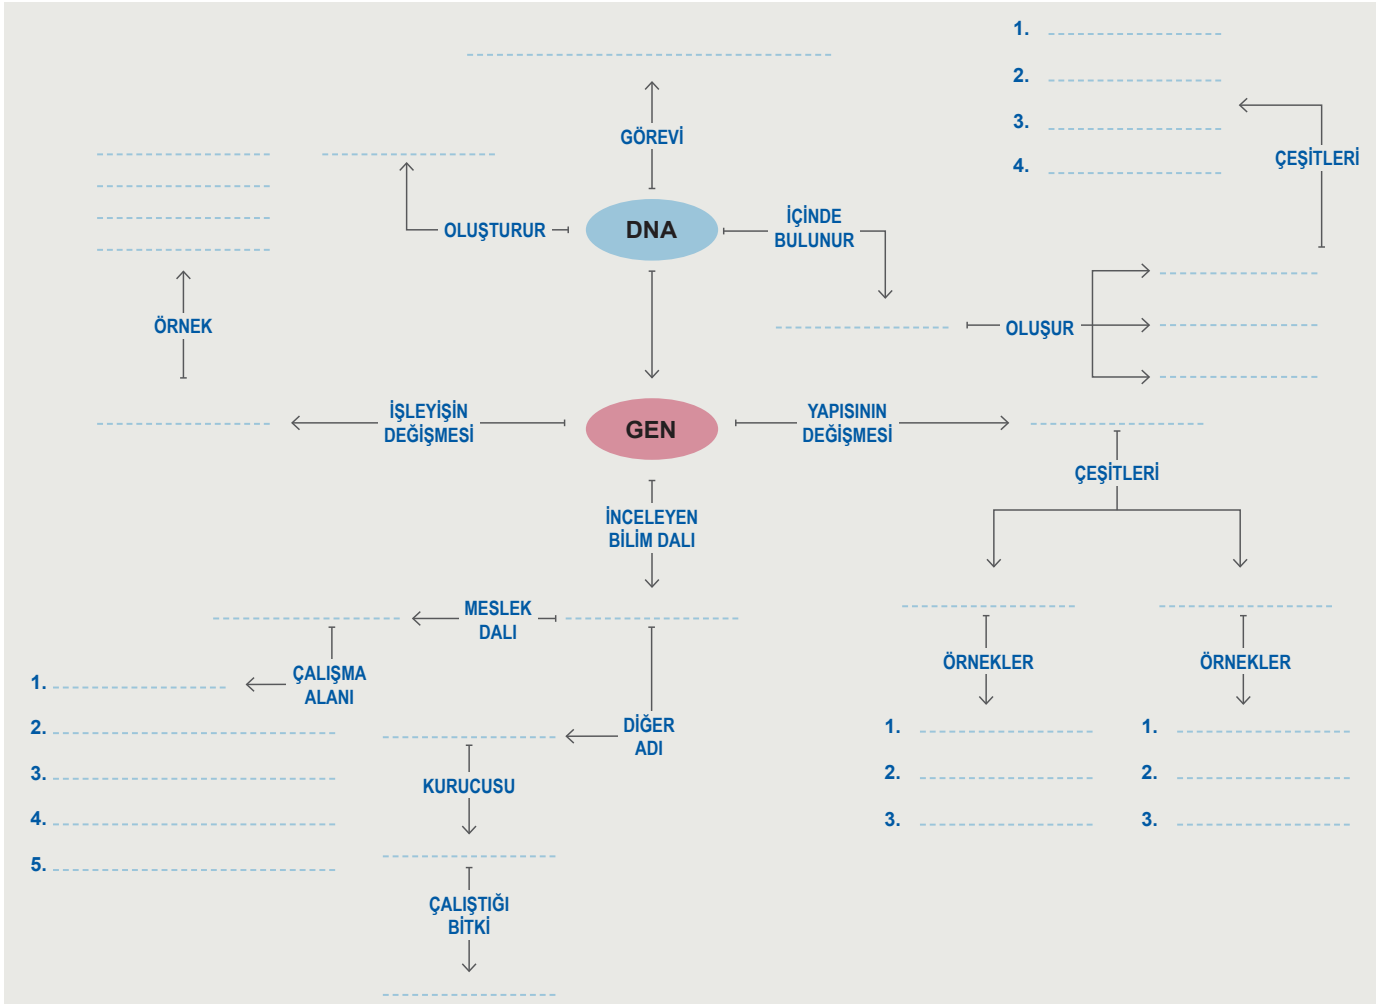 1.
2.
3.
4.
ÇEŞİTLERİ
GÖREVİ
OLUŞTURUR
DNA
İÇİNDE
BULUNUR
ÖRNEK
OLUŞUR
İŞLEYİŞİN
DEĞİŞMESİ
GEN
YAPISININ
DEĞİŞMESİ
ÇEŞİTLERİ
İNCELEYEN
BİLİM DALI
MESLEK
DALI
ÇALIŞMA
ALANI
1.
2.
3.
4.
5.
DİĞER
ADI
KURUCUSU
ÇALIŞTIĞI
BİTKİ
ÖRNEKLER
1.
2.
3.
ÖRNEKLER
1.
2.
3.